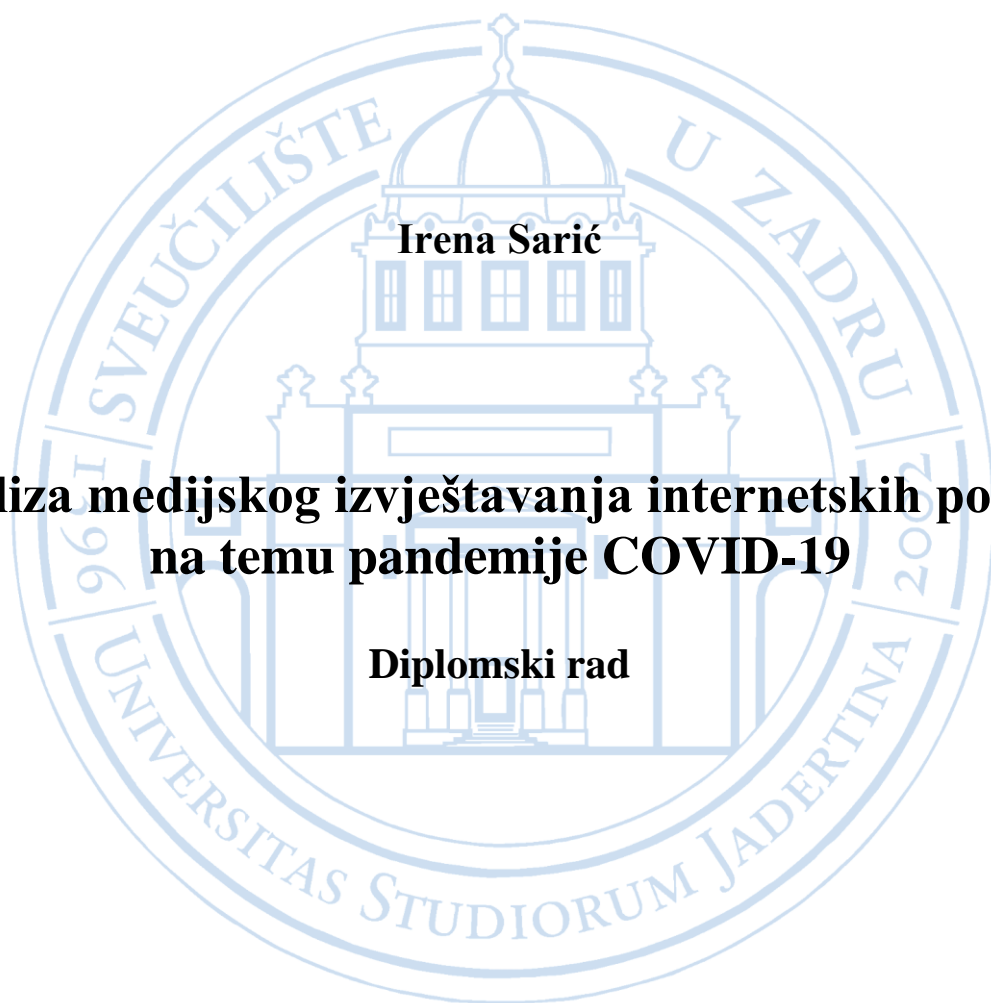 SVEUČILIŠTE U ZADRU
1396 2002
UNIVERSITAS STUDIORUM JADERTINA
Irena Sarić
liza medijskog izvještavanja internetskih po
na temu pandemije COVID-19
Diplomski rad